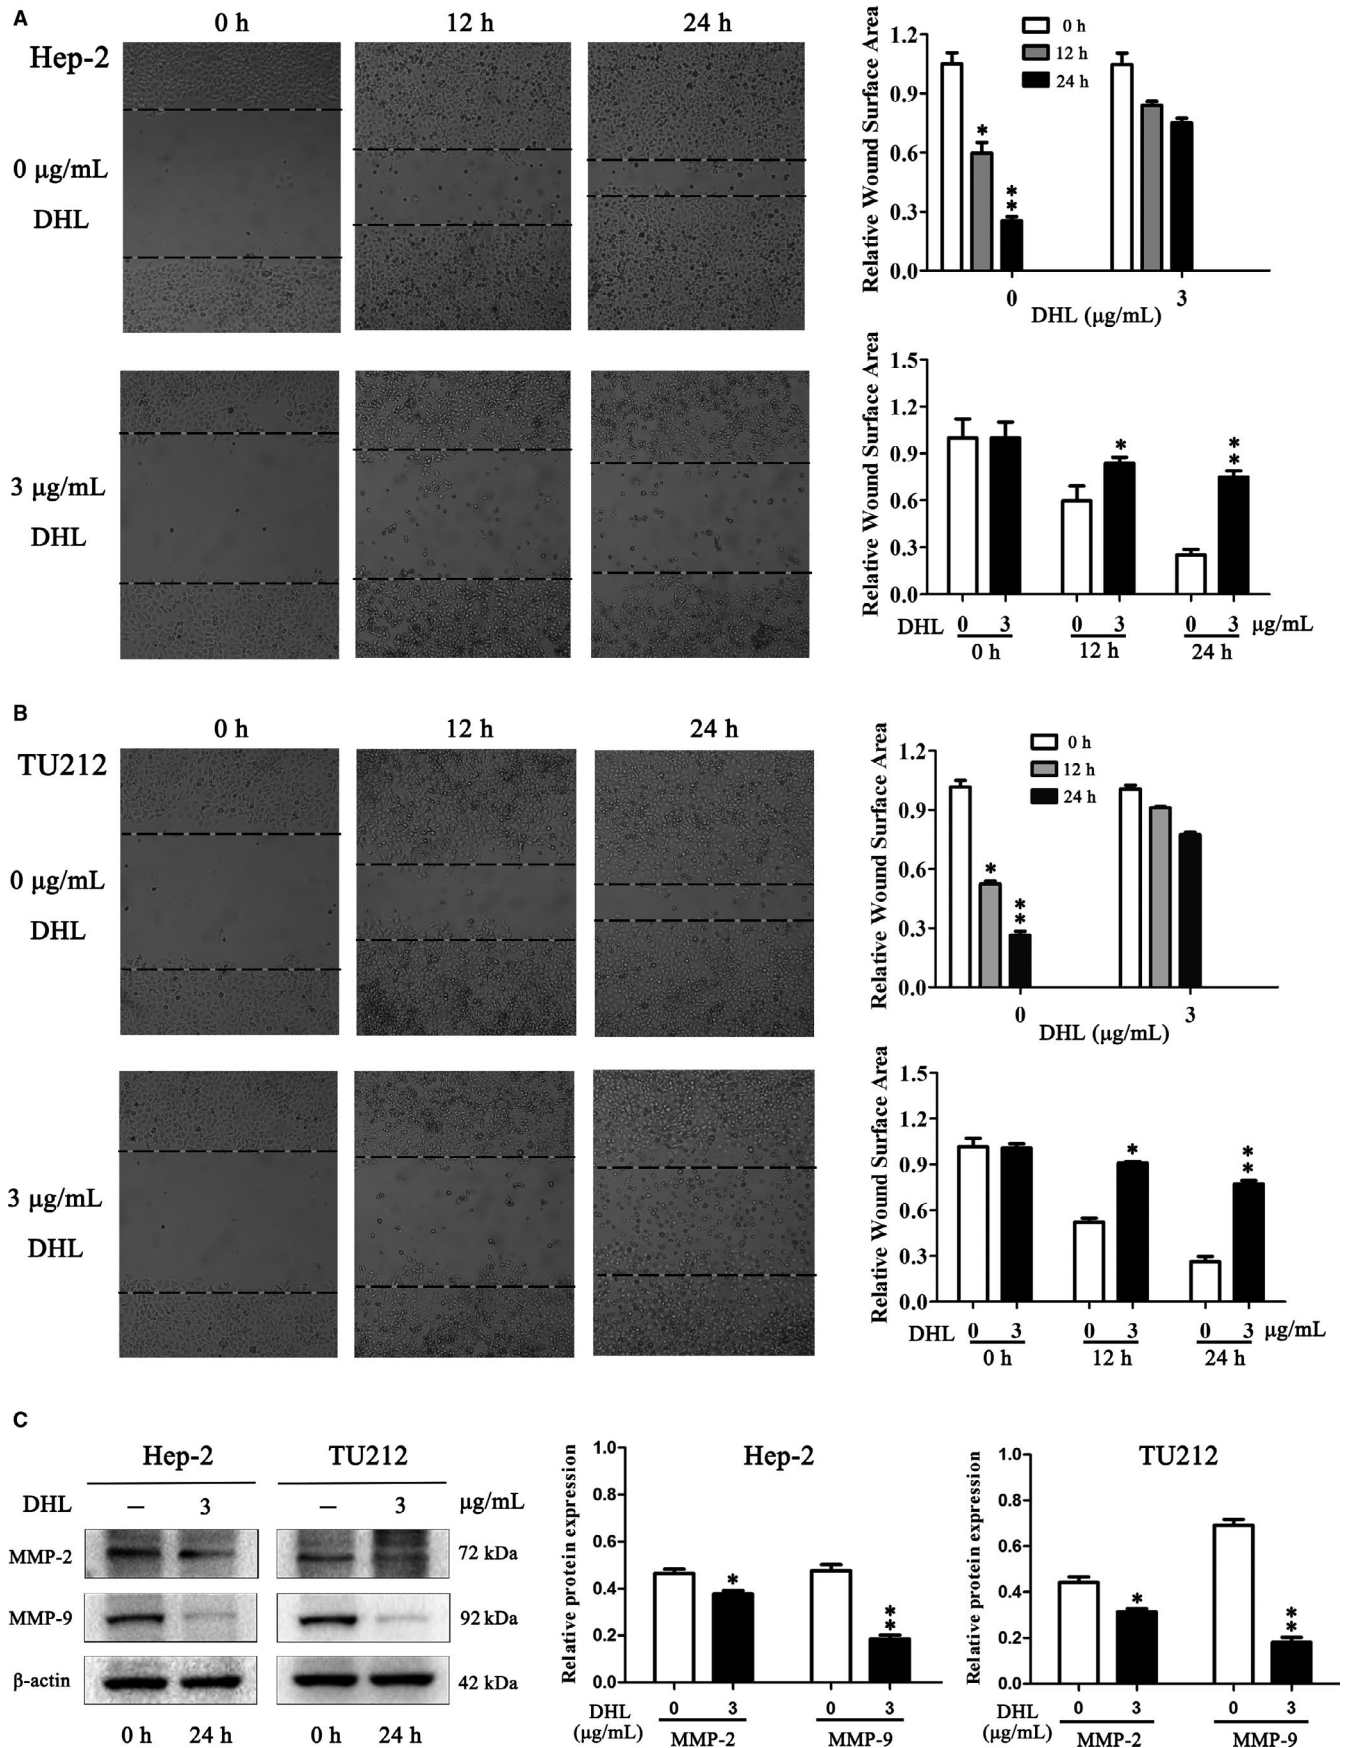 A
0 h 12 h 24 h
Hep-2
0 μg/mL
DHL
3 μg/mL
DHL
Relative Wound Surface Area
1.2
0.9
0.6
0.3
0.0
0 h
12 h
24 h
*
*
*
0 3
DHL (μg/mL)
Relative Wound Surface Area
1.5
1.2
0.9
0.6
0.3
0.0
*
*
*
DHL 0 3 0 3 0 3 μg/mL
0 h 12 h 24 h
B
0 h 12 h 24 h
TU212
0 μg/mL
DHL
3 μg/mL
DHL
Relative Wound Surface Area
1.2
0.9
0.6
0.3
0.0
0 h
12 h
24 h
*
*
*
0 3
DHL (μg/mL)
Relative Wound Surface Area
1.5
1.2
0.9
0.6
0.3
0.0
*
*
*
DHL 0 3 0 3 0 3 μg/mL
0 h 12 h 24 h
C
Hep-2 TU212
DHL — 3 — 3 μg/mL
MMP-2 72 kDa
MMP-9 92 kDa
β-actin 42 kDa
0 h 24 h 0 h 24 h
Hep-2
Relative protein expression
1.0
0.8
0.6
0.4
0.2
0.0
*
*
*
DHL 0 3 0 3
(μg/mL)
MMP-2 MMP-9
TU212
Relative protein expression
1.0
0.8
0.6
0.4
0.2
0.0
*
*
*
DHL 0 3 0 3
(μg/mL)
MMP-2 MMP-9